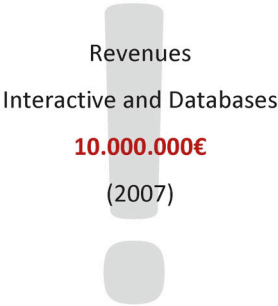 Revenues
Interactive and Databases
10.000.000€
(2007)